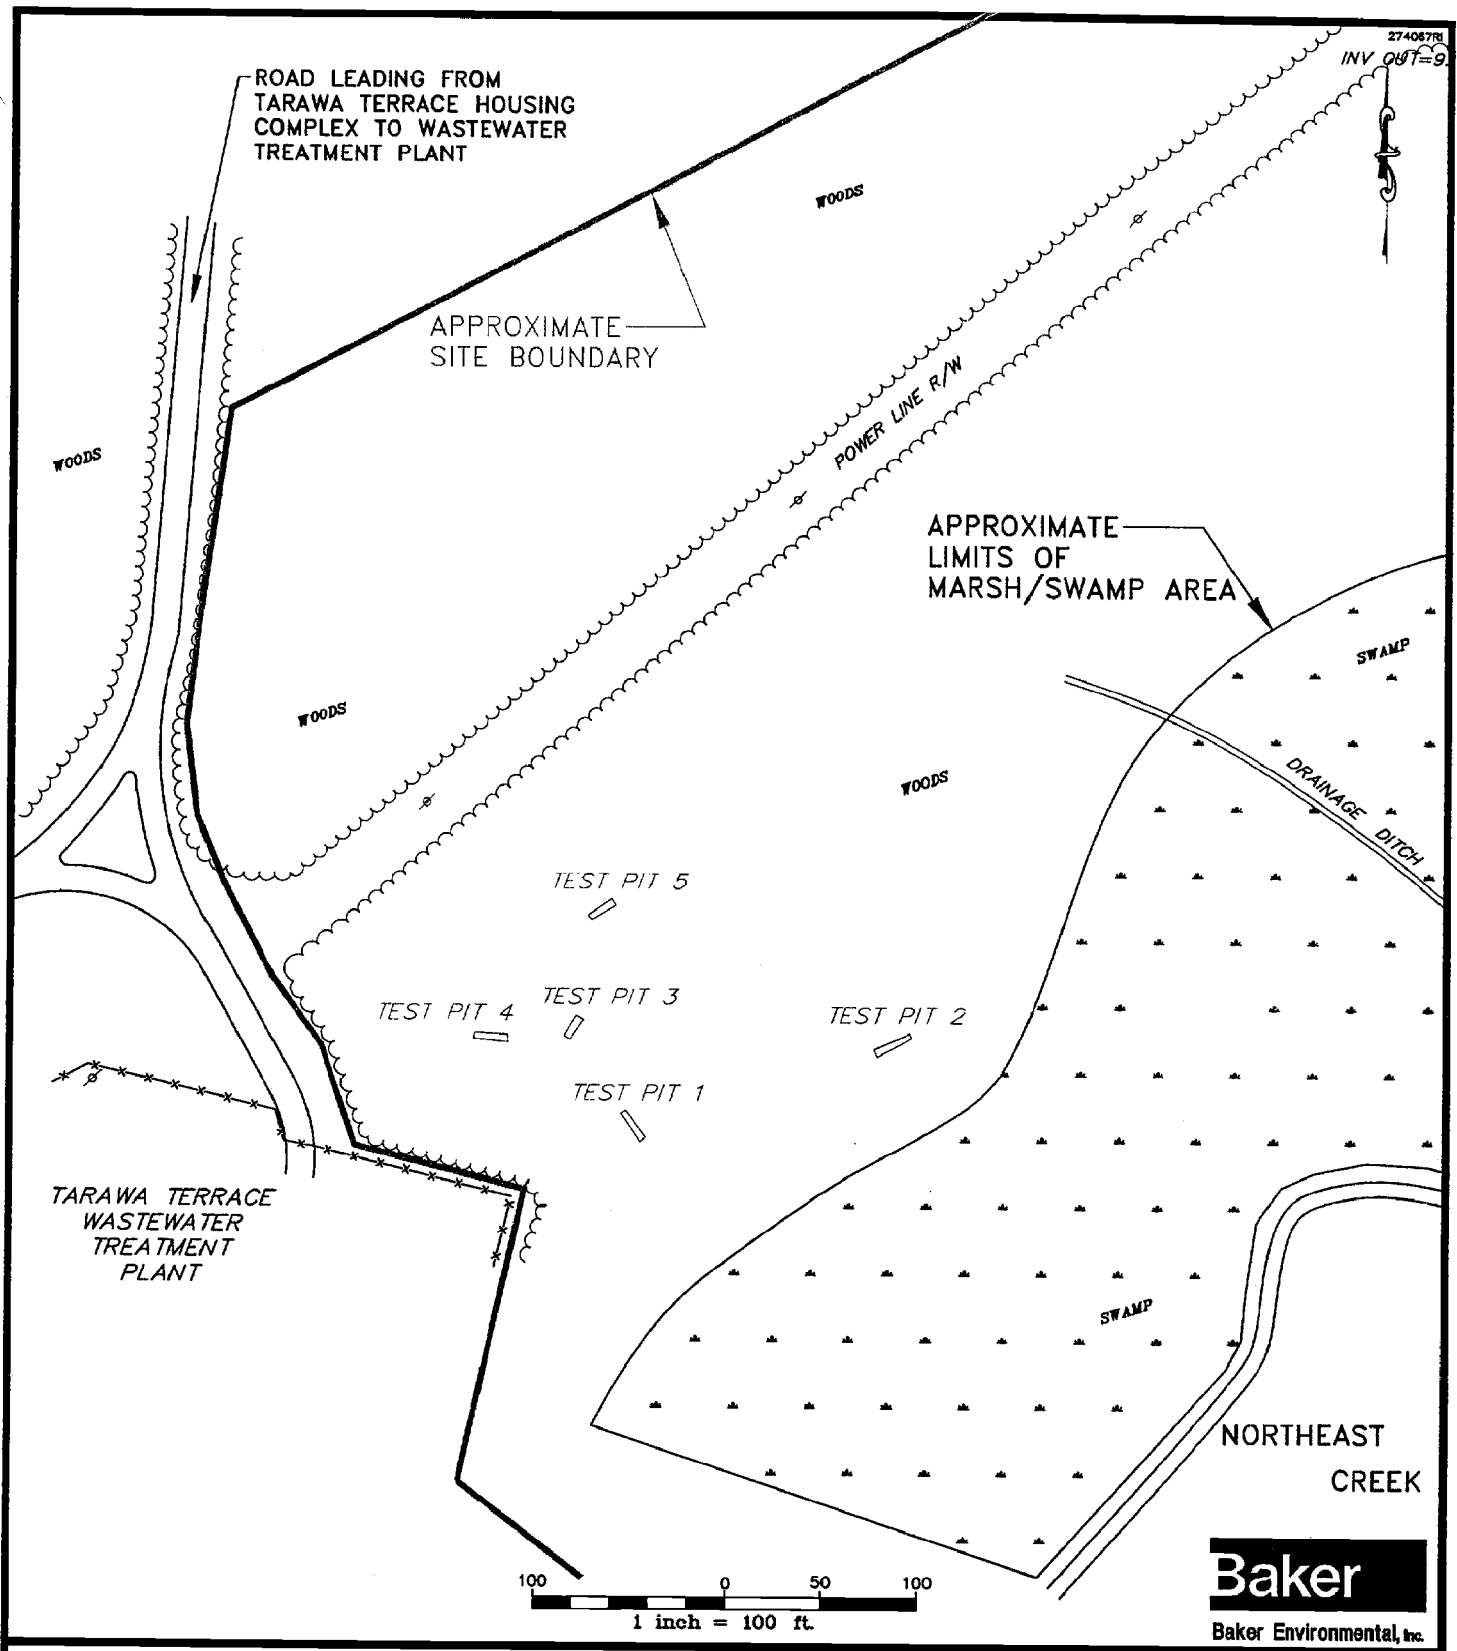 274067RI
INV OUT=9.
ROAD LEADING FROM
TARAWA TERRACE HOUSING
COMPLEX TO WASTEWATER
TREATMENT PLANT
WOODS
APPROXIMATE
SITE BOUNDARY
POWER LINE R/W
WOODS
APPROXIMATE
LIMITS OF
MARSH/SWAMP AREA
SWAMP
WOODS
WOODS
DRAINAGE DITCH
TEST PIT 5
TEST PIT 3
TEST PIT 4
TEST PIT 2
TEST PIT 1
TARAWA TERRACE
WASTEWATER
TREATMENT
PLANT
SWAMP
NORTHEAST
CREEK
100 0 50 100
1 inch = 100 ft.
Baker
Baker Environmental, Inc.